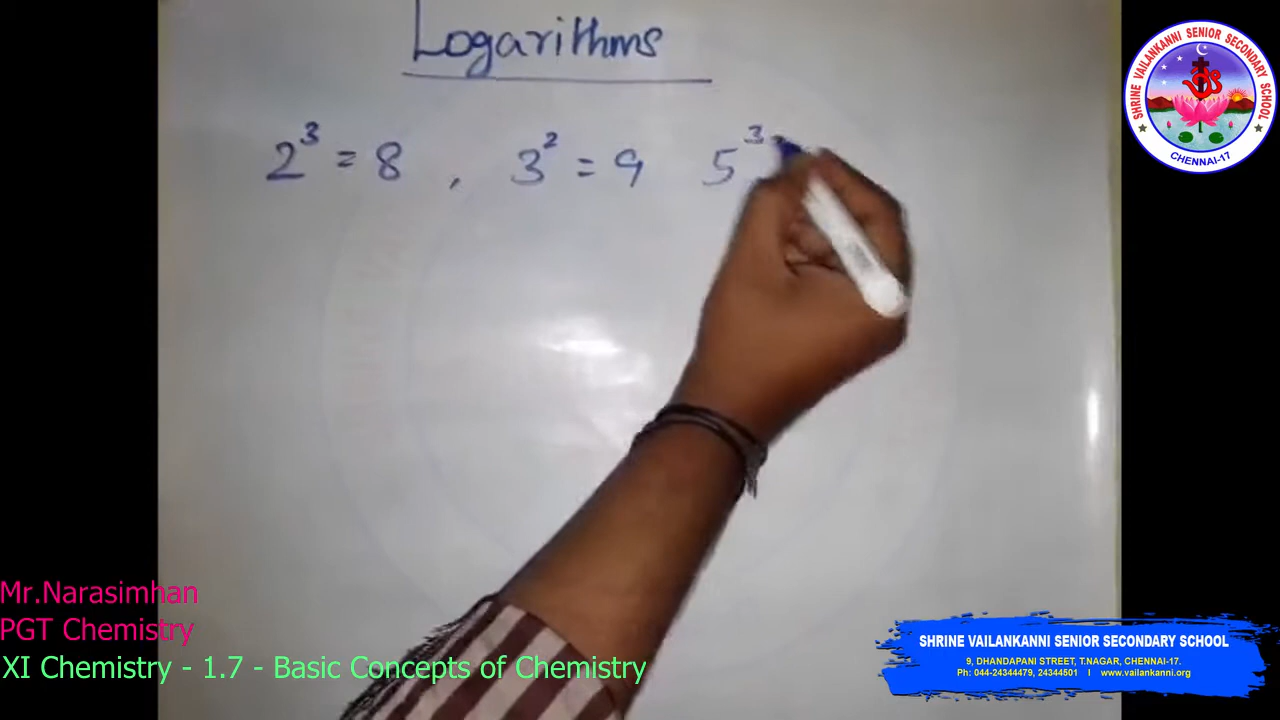 Logarithms
2³ = 8 , 3² = 9 5³
SHRINE VAILANKANNI SENIOR SECONDARY SCHOOL
CHENNAI-17
Mr.Narasimhan
PGT Chemistry
XI Chemistry - 1.7 - Basic Concepts of Chemistry
SHRINE VAILANKANNI SENIOR SECONDARY SCHOOL
9, DHANDAPANI STREET, T.NAGAR, CHENNAI-17.
Ph: 044-24344479, 24344501 I www.vailankanni.org